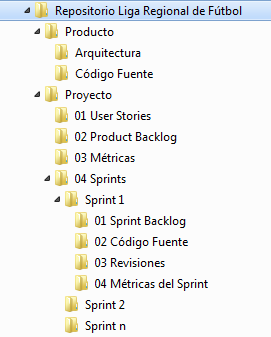 Repositorio Liga Regional de Fútbol
Producto
Arquitectura
Código Fuente
Proyecto
01 User Stories
02 Product Backlog
03 Métricas
04 Sprints
Sprint 1
01 Sprint Backlog
02 Código Fuente
03 Revisiones
04 Métricas del Sprint
Sprint 2
Sprint n